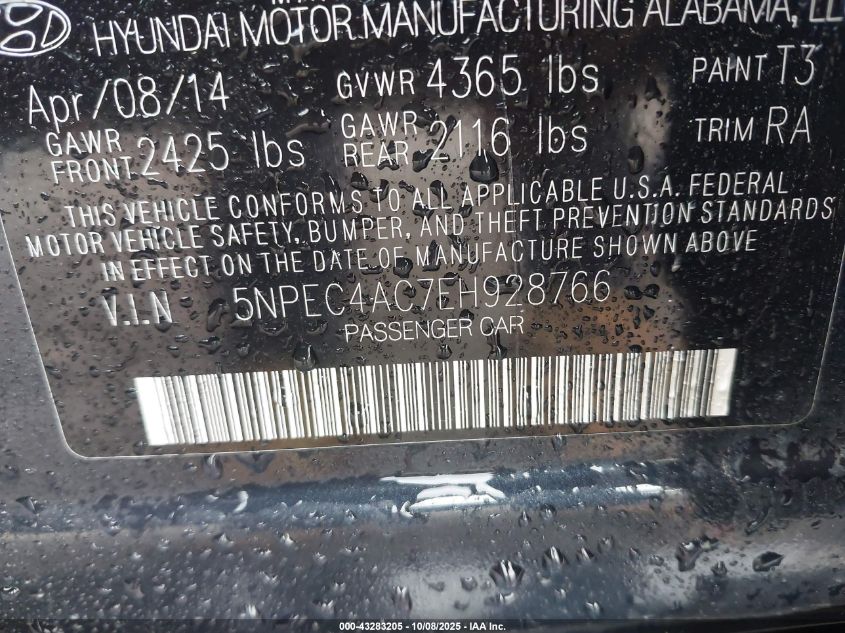 HYUNDAI MOTOR MANUFACTURING ALABAMA, LL
Apr/08/14 GVWR 4365 lbs PAINT T3
GAWR FRONT 2425 lbs GAWR REAR 2116 lbs TRIM RA
THIS VEHICLE CONFORMS TO ALL APPLICABLE U.S.A. FEDERAL
MOTOR VEHICLE SAFETY, BUMPER, AND THEFT PREVENTION STANDARDS
IN EFFECT ON THE DATE OF MANUFACTURE SHOWN ABOVE
V.I.N 5NPEC4AC7EH928766
PASSENGER CAR
000-43283205 - 10/08/2025 - IAA Inc.